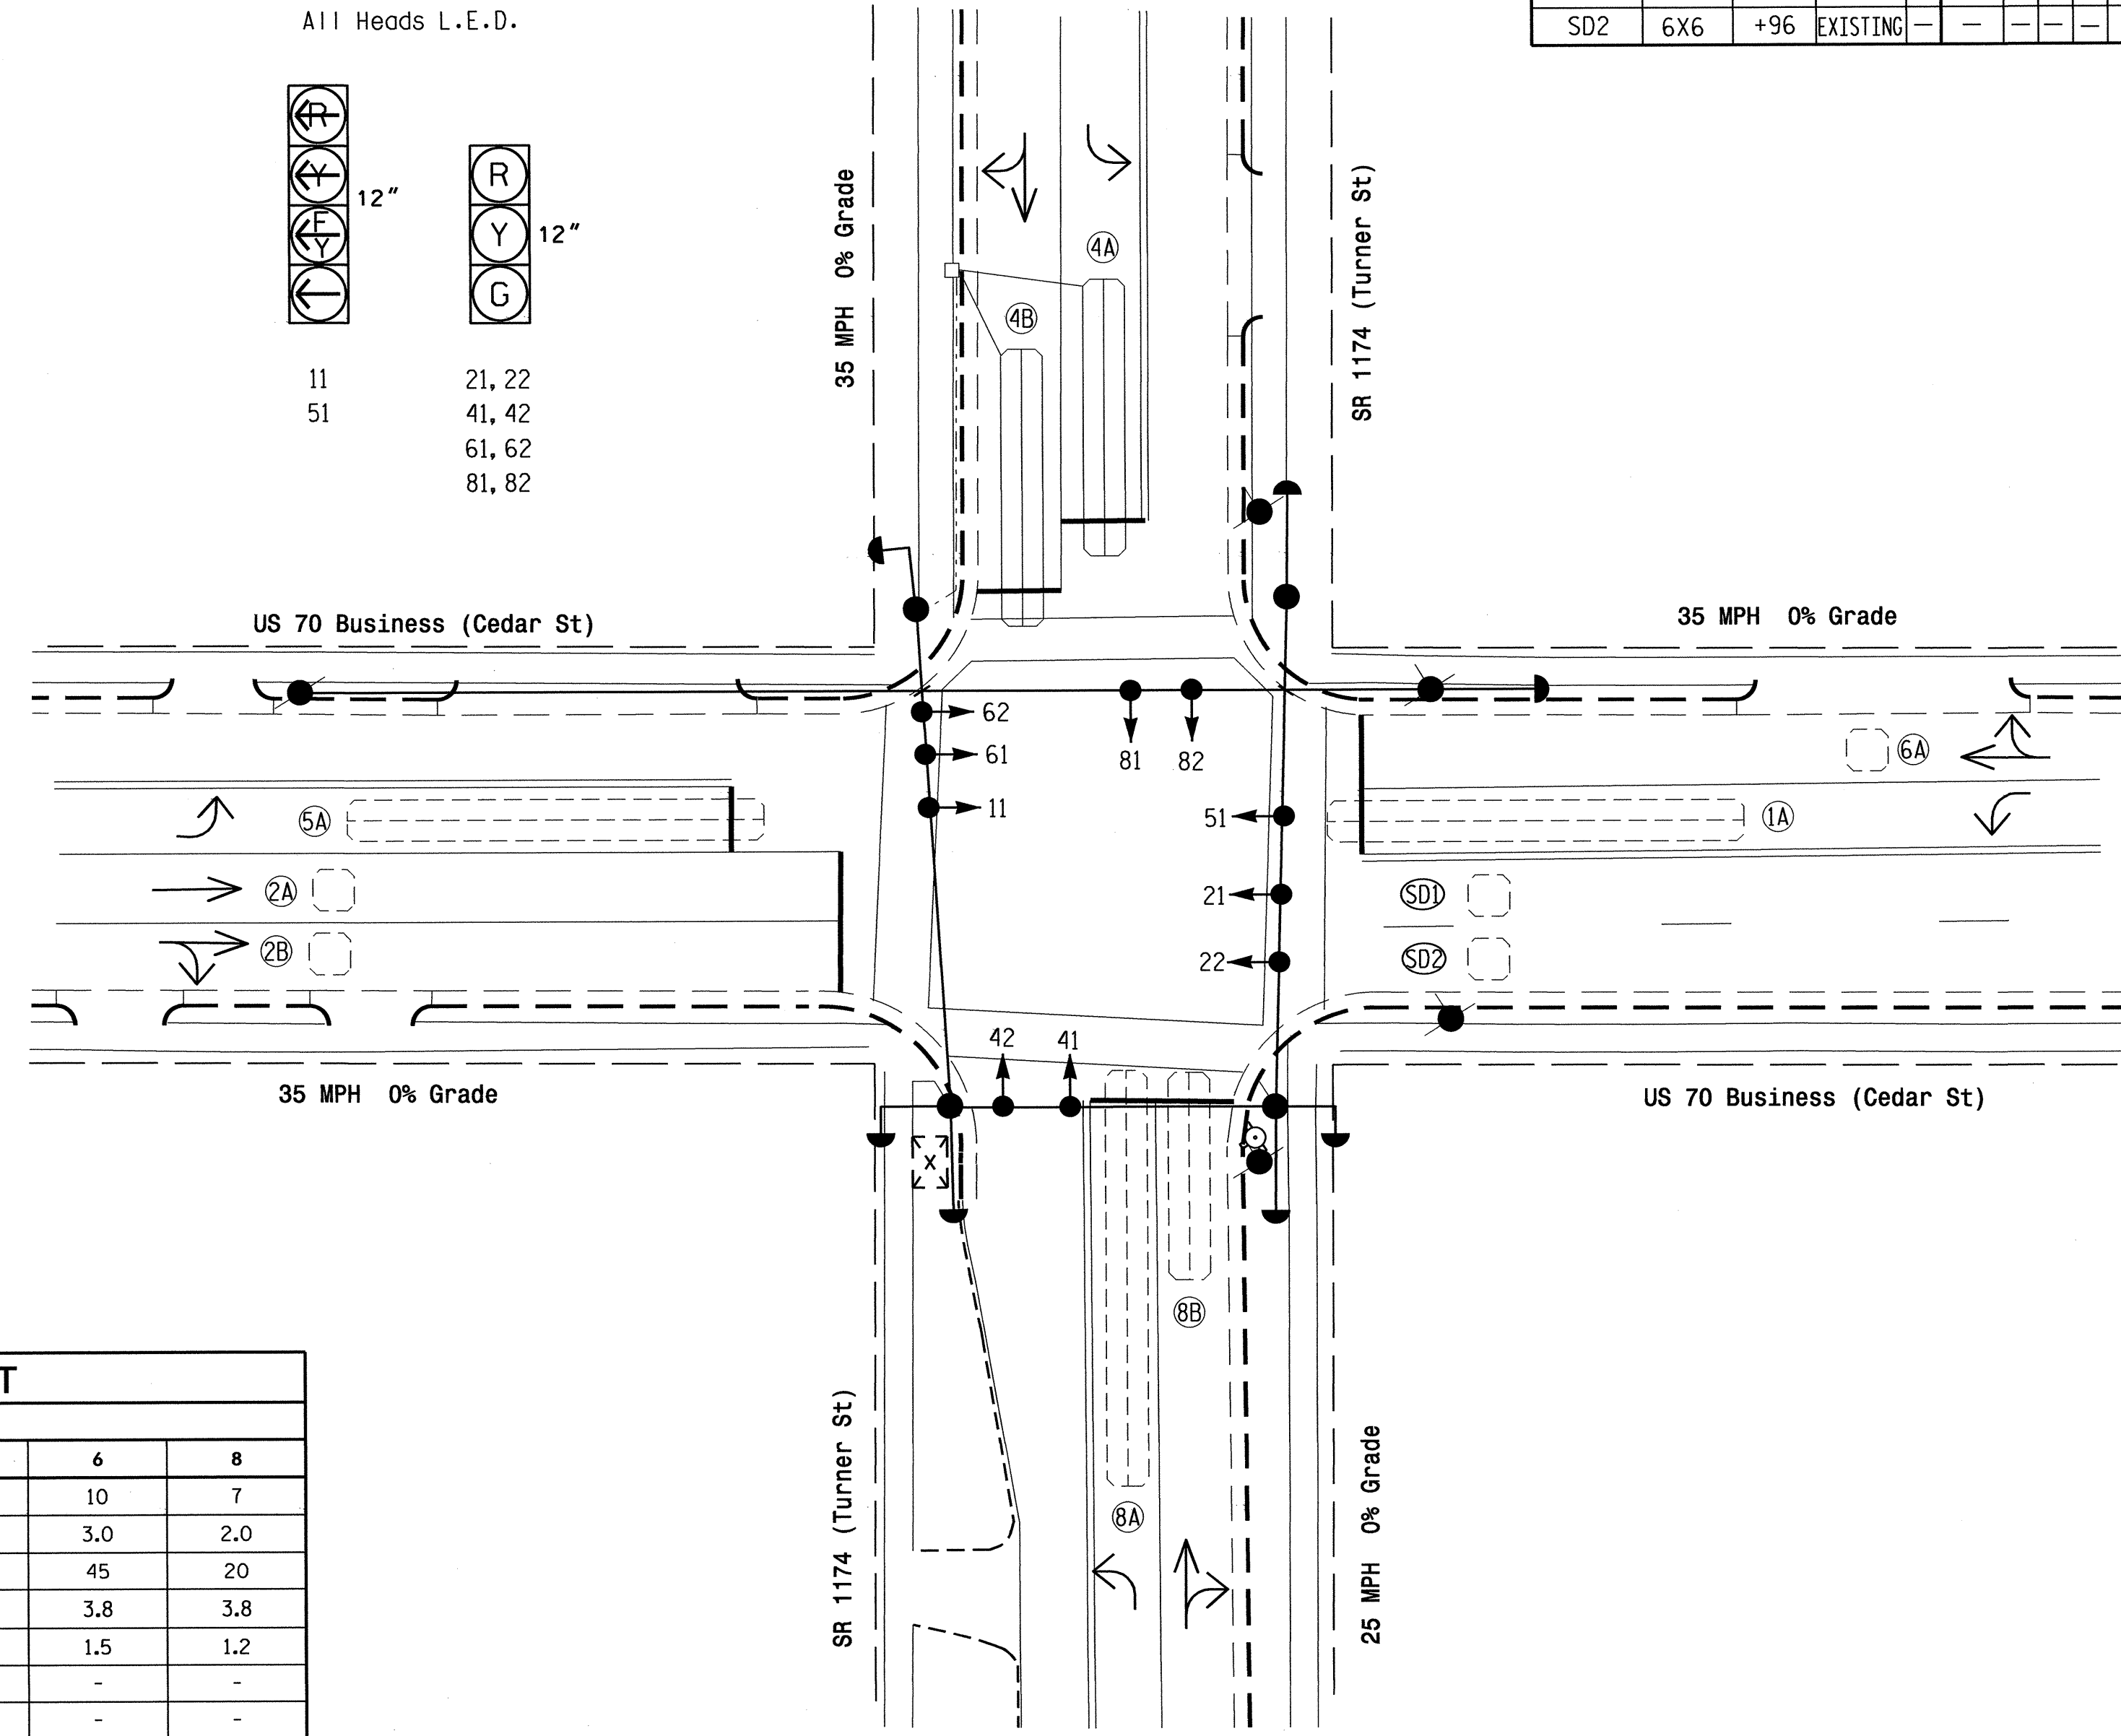 All Heads L.E.D.
SD2 6X6 +96 EXISTING – – – – –
R
Y
F
Y
12"
R
Y
G
12"
11
51
21, 22
41, 42
61, 62
81, 82
35 MPH 0% Grade
SR 1174 (Turner St)
4A
4B
US 70 Business (Cedar St)
35 MPH 0% Grade
62
61
11
81
82
6A
5A
51
1A
2A
21
SD1
2B
22
SD2
42
41
35 MPH 0% Grade
US 70 Business (Cedar St)
X
8B
8A
SR 1174 (Turner St)
25 MPH 0% Grade
T
6 8
10 7
3.0 2.0
45 20
3.8 3.8
1.5 1.2
- -
- -